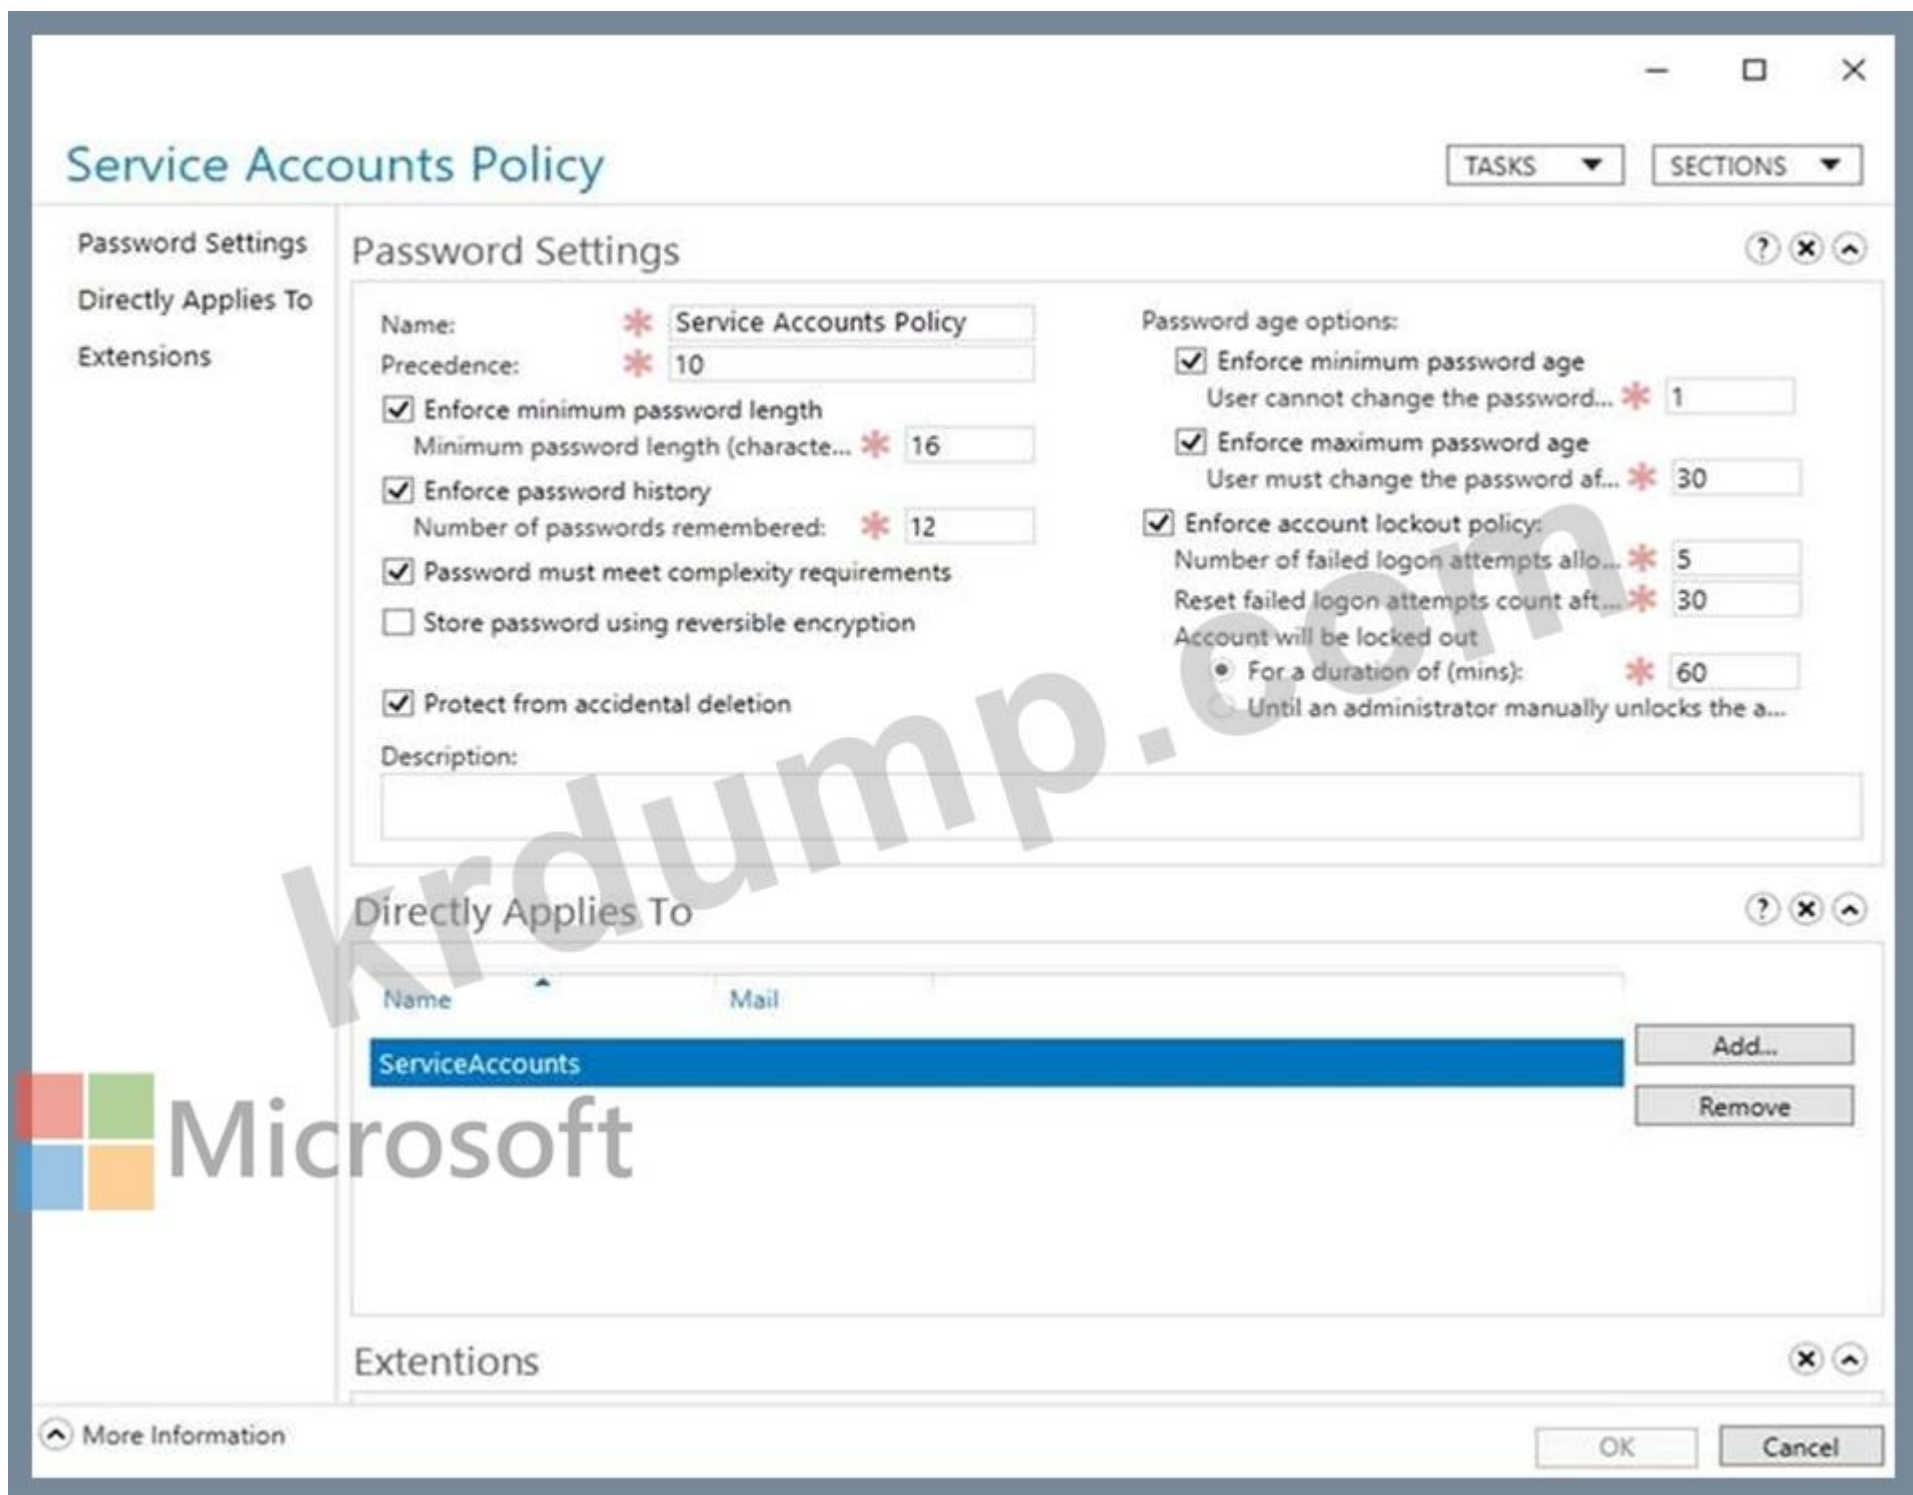 Service Accounts Policy
TASKS
SECTIONS
Password Settings
Directly Applies To
Extensions
Password Settings
Name: * Service Accounts Policy
Precedence: * 10
Enforce minimum password length
Minimum password length (characte... * 16
Enforce password history
Number of passwords remembered: * 12
Password must meet complexity requirements
Store password using reversible encryption
Protect from accidental deletion
Description:
Password age options:
Enforce minimum password age
User cannot change the password... * 1
Enforce maximum password age
User must change the password af... * 30
Enforce account lockout policy:
Number of failed logon attempts allo... * 5
Reset failed logon attempts count aft... * 30
Account will be locked out
For a duration of (mins): * 60
Until an administrator manually unlocks the a...
krdump.com
Directly Applies To
Name
Mail
ServiceAccounts
Add...
Remove
Microsoft
Extentions
More Information
OK
Cancel